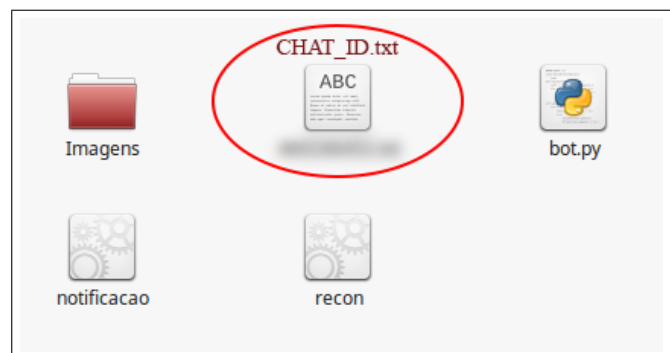 CHAT_ID.txt
ABC
Imagens
bot.py
notificacao
recon